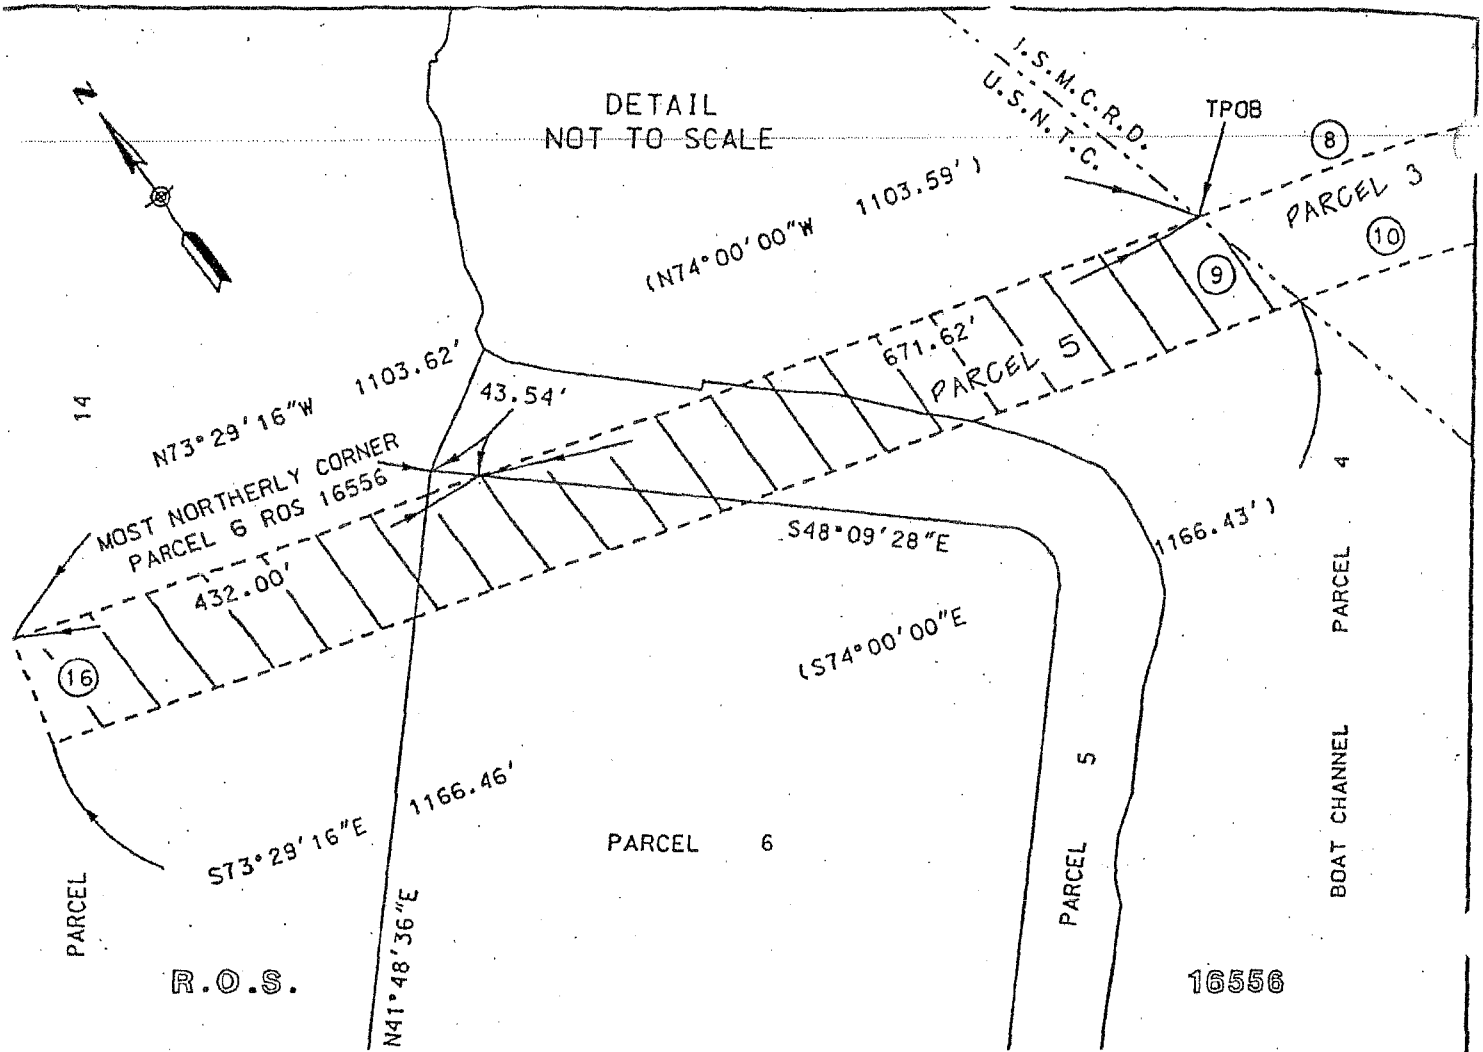 N
DETAIL
NOT TO SCALE
I.S.M.C.R.D.
U.S.N.T.C.
TPOB
8
PARCEL 3
10
9
(N74°00'00"W 1103.59')
671.62'
PARCEL 5
N73°29'16"W 1103.62'
43.54'
14
MOST NORTHERLY CORNER
PARCEL 6 ROS 16556
432.00'
16
S48°09'28"E
1166.43')
(S74°00'00"E
PARCEL 4
S73°29'16"E 1166.46'
PARCEL 6
PARCEL 5
BOAT CHANNEL
PARCEL
N41°48'36"E
R.O.S.
16556